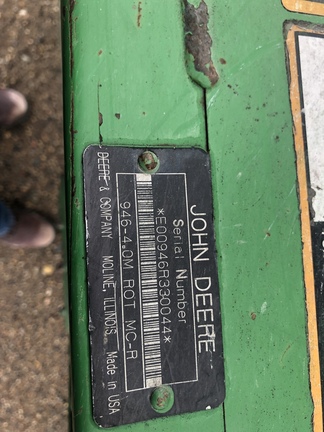 JOHN DEERE
Serial Number
*E00946R330044*
946-4.0M ROT MC-R
DEERE & COMPANY MOLINE, ILLINOIS Made in USA